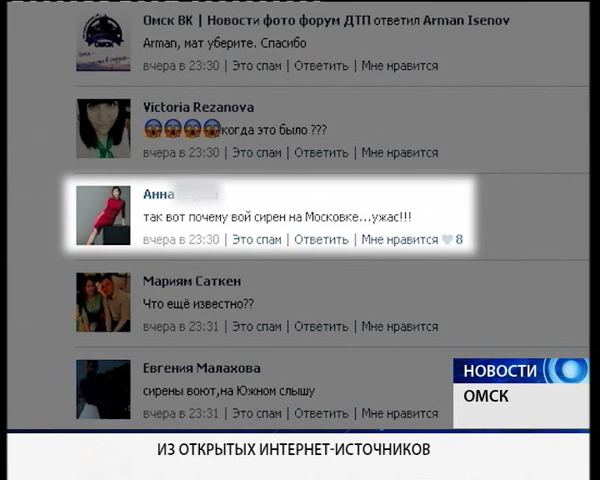 Омск ВК | Новости фото форум ДТП ответил Arman Isenov
ОМСК
Arman, мат уберите. Спасибо
вчера в 23:30 | Это спам | Ответить | Мне нравится
Victoria Rezanova
😱😱😱😱когда это было ???
вчера в 23:30 | Это спам | Ответить | Мне нравится
Анна
так вот почему вой сирен на Московке...ужас!!!
вчера в 23:30 | Это спам | Ответить | Мне нравится 8
Мариям Саткен
Что ещё известно??
вчера в 23:31 | Это спам | Ответить | Мне нравится
Евгения Малахова
сирены воют,на Южном слышу
вчера в 23:31 | Это спам | Ответить | Мне нравится
НОВОСТИ
ОМСК
ИЗ ОТКРЫТЫХ ИНТЕРНЕТ-ИСТОЧНИКОВ